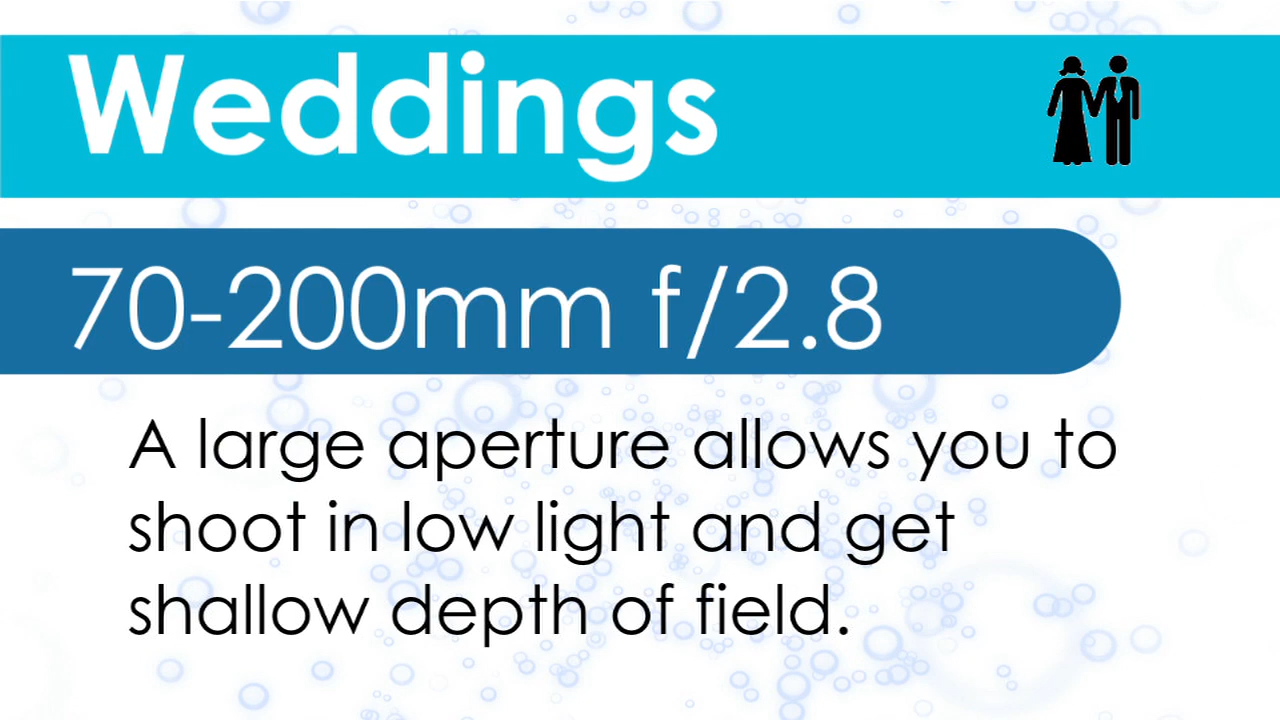 Weddings
70-200mm f/2.8
A large aperture allows you to
shoot in low light and get
shallow depth of field.